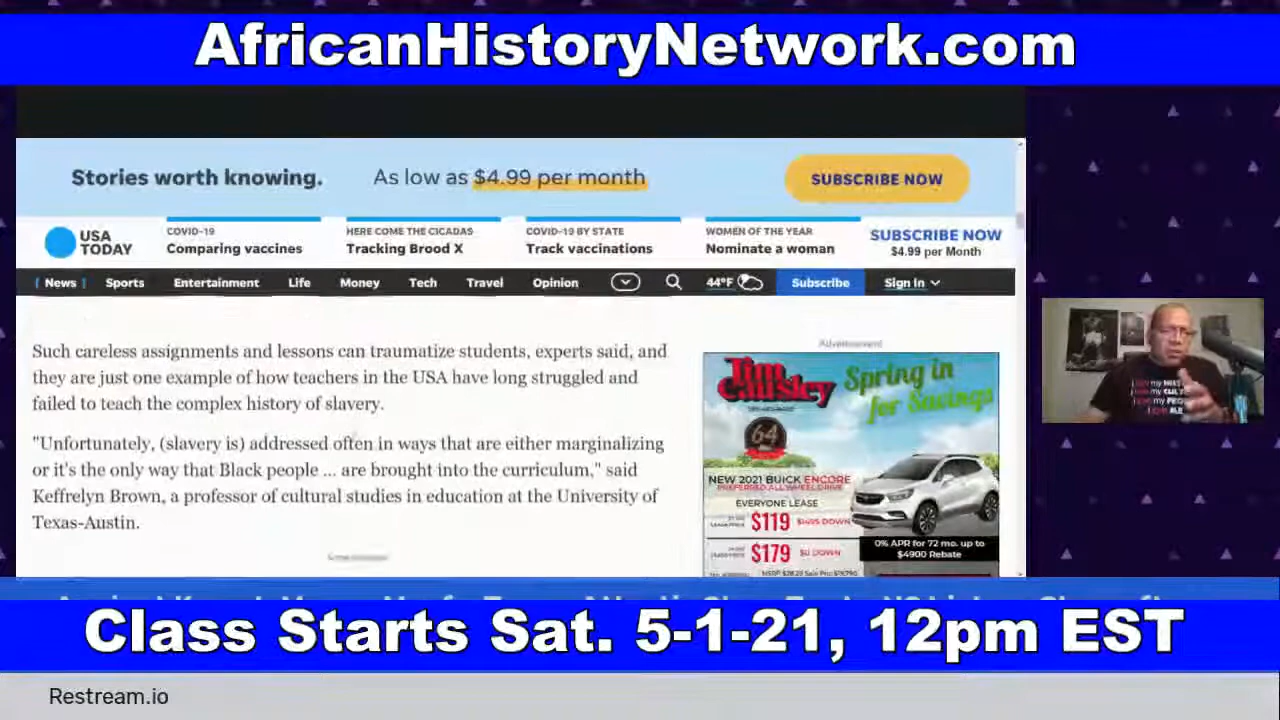 AfricanHistoryNetwork.com
Stories worth knowing.
As low as $4.99 per month
SUBSCRIBE NOW
USA
TODAY
COVID-19
Comparing vaccines
HERE COME THE CICADAS
Tracking Brood X
COVID-19 BY STATE
Track vaccinations
WOMEN OF THE YEAR
Nominate a woman
SUBSCRIBE NOW
$4.99 per Month
News
Sports
Entertainment
Life
Money
Tech
Travel
Opinion
44°F
Subscribe
Sign In
Such careless assignments and lessons can traumatize students, experts said, and
they are just one example of how teachers in the USA have long struggled and
failed to teach the complex history of slavery.
"Unfortunately, (slavery is) addressed often in ways that are either marginalizing
or it's the only way that Black people ... are brought into the curriculum," said
Keffrelyn Brown, a professor of cultural studies in education at the University of
Texas-Austin.
Advertisement
Spring in
for Savings
64
NEW 2021 BUICK ENCORE
PREFERRED ALL WHEEL DRIVE
EVERYONE LEASE
$119
$1495 DOWN
$179
$0 DOWN
0% APR for 72 mo. up to
$4900 Rebate
Class Starts Sat. 5-1-21, 12pm EST
Restream.io